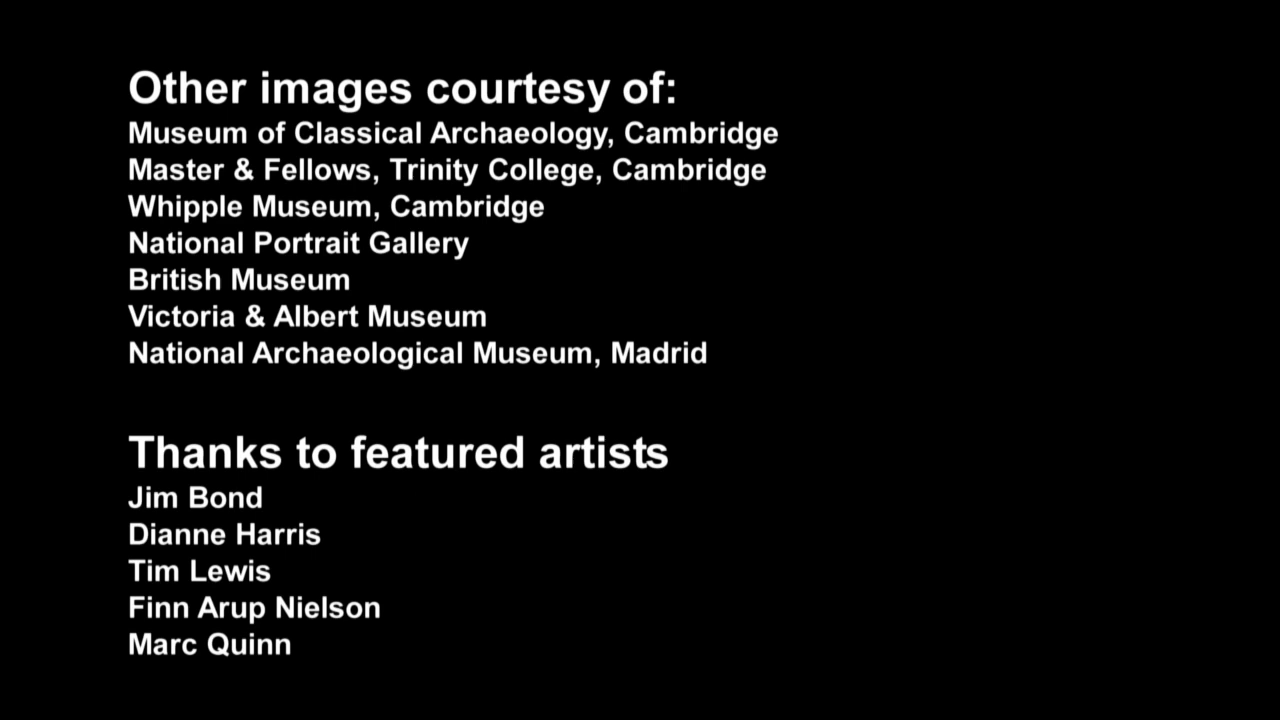 Other images courtesy of:
Museum of Classical Archaeology, Cambridge
Master & Fellows, Trinity College, Cambridge
Whipple Museum, Cambridge
National Portrait Gallery
British Museum
Victoria & Albert Museum
National Archaeological Museum, Madrid
Thanks to featured artists
Jim Bond
Dianne Harris
Tim Lewis
Finn Arup Nielson
Marc Quinn